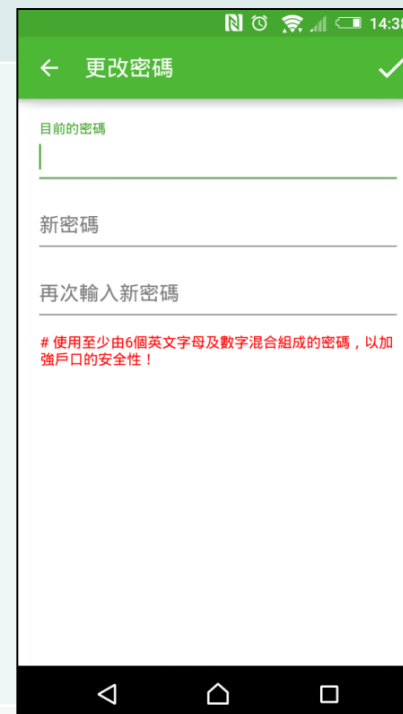 14:38
更改密碼
目前的密碼
新密碼
再次輸入新密碼
# 使用至少由6個英文字母及數字混合組成的密碼，以加
強戶口的安全性！